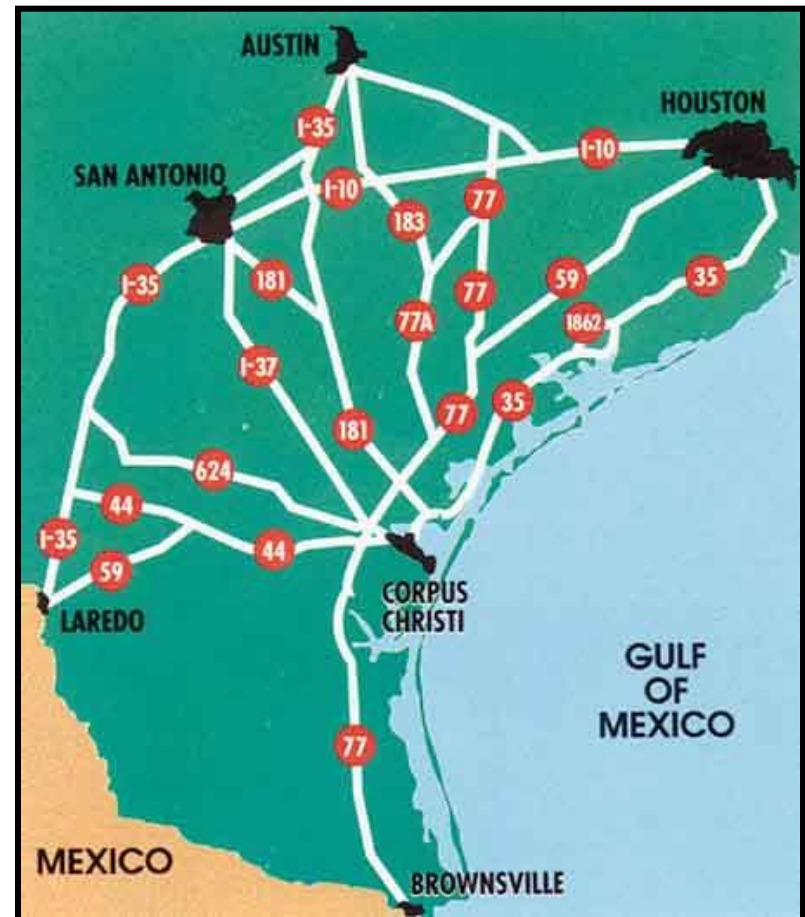 AUSTIN
HOUSTON
I-35
I-10
SAN ANTONIO
I-10
77
183
I-35
181
59
35
77
77A
1862
I-37
35
77
181
624
44
I-35
44
59
CORPUS
CHRISTI
LAREDO
GULF
OF
MEXICO
77
MEXICO
BROWNSVILLE